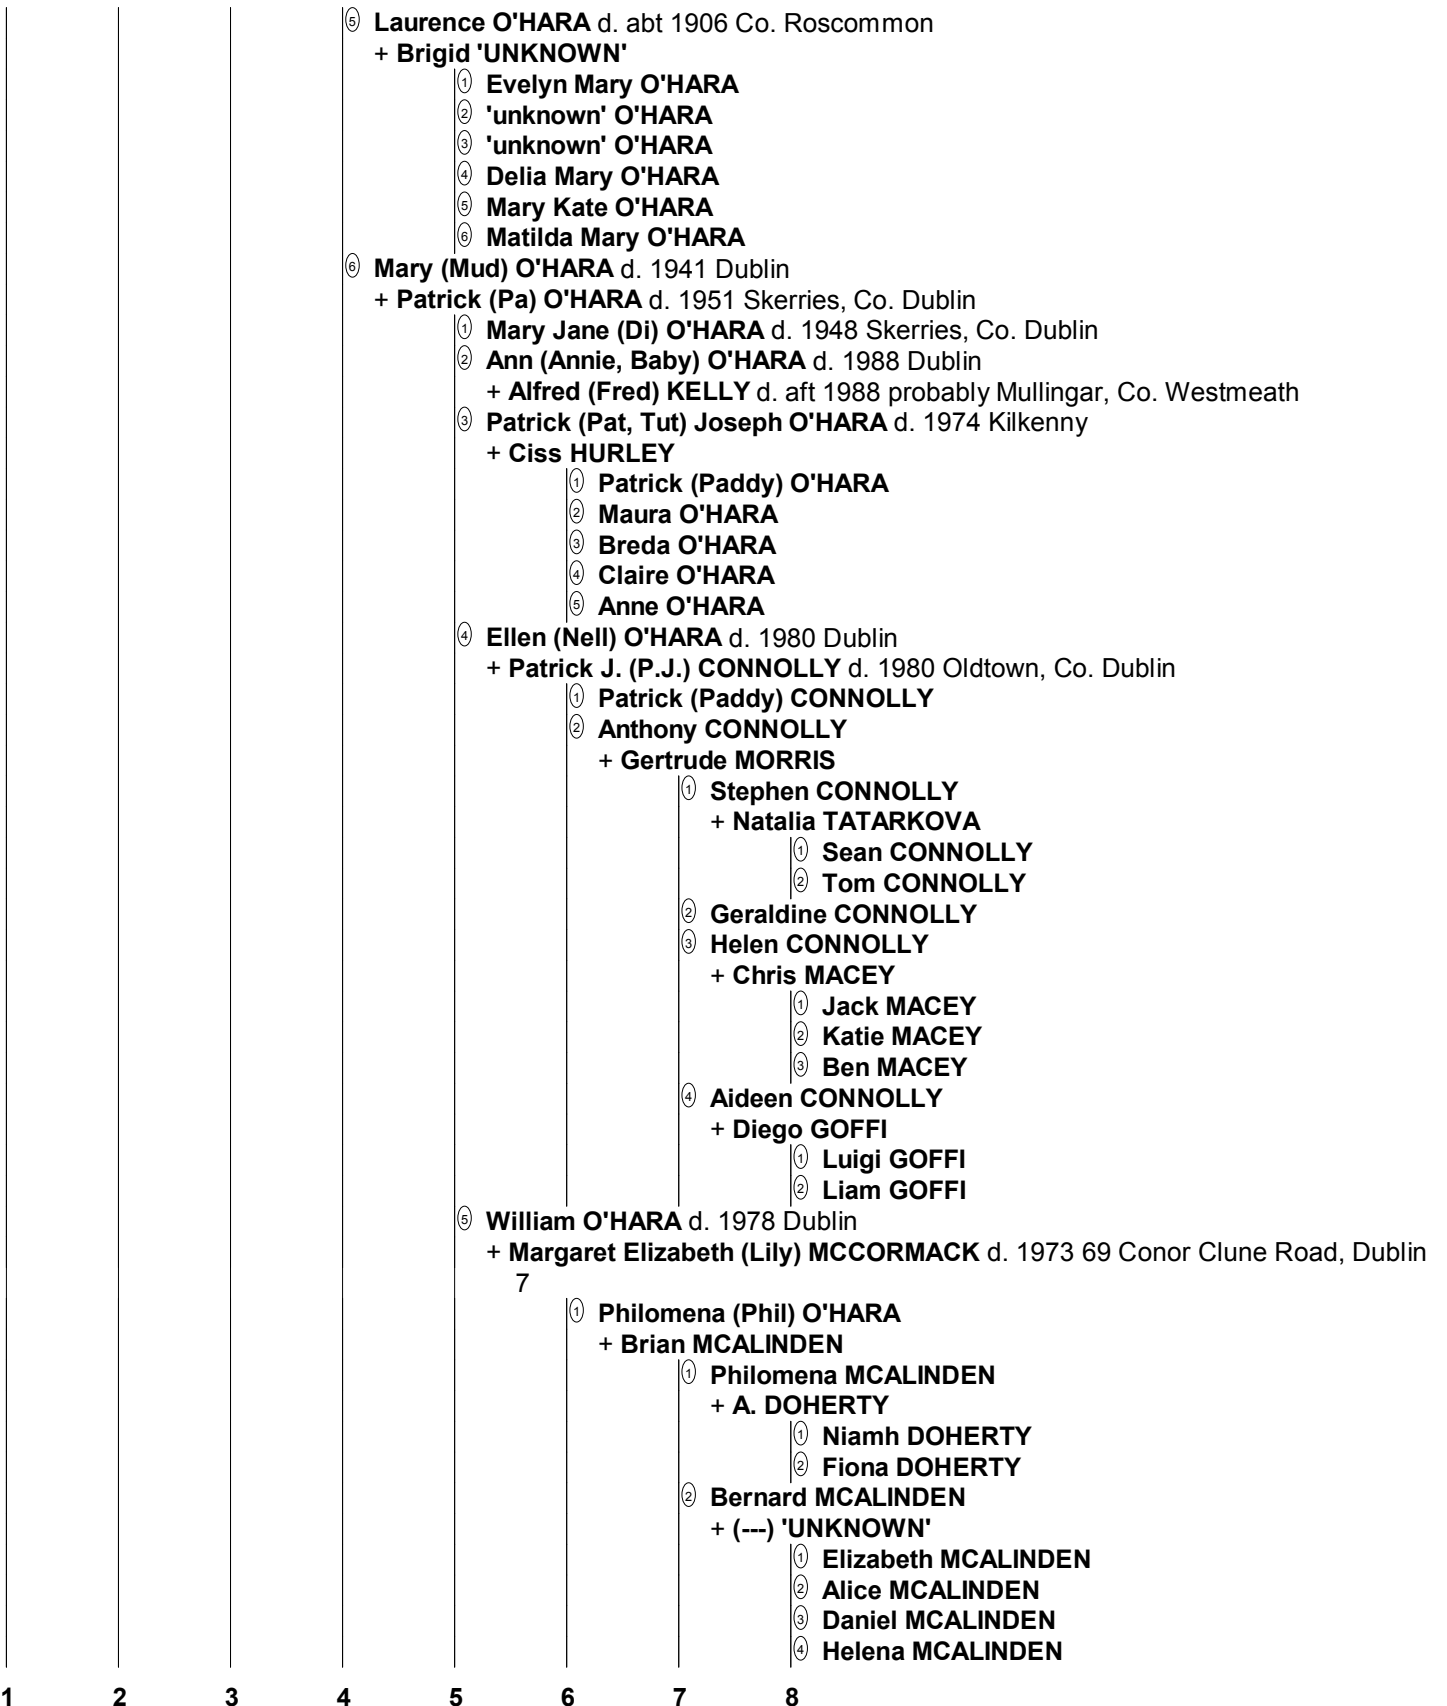 ⑤ Laurence O'HARA d. abt 1906 Co. Roscommon
+ Brigid 'UNKNOWN'
① Evelyn Mary O'HARA
② 'unknown' O'HARA
③ 'unknown' O'HARA
④ Delia Mary O'HARA
⑤ Mary Kate O'HARA
⑥ Matilda Mary O'HARA
⑥ Mary (Mud) O'HARA d. 1941 Dublin
+ Patrick (Pa) O'HARA d. 1951 Skerries, Co. Dublin
① Mary Jane (Di) O'HARA d. 1948 Skerries, Co. Dublin
② Ann (Annie, Baby) O'HARA d. 1988 Dublin
+ Alfred (Fred) KELLY d. aft 1988 probably Mullingar, Co. Westmeath
③ Patrick (Pat, Tut) Joseph O'HARA d. 1974 Kilkenny
+ Ciss HURLEY
① Patrick (Paddy) O'HARA
② Maura O'HARA
③ Breda O'HARA
④ Claire O'HARA
⑤ Anne O'HARA
④ Ellen (Nell) O'HARA d. 1980 Dublin
+ Patrick J. (P.J.) CONNOLLY d. 1980 Oldtown, Co. Dublin
① Patrick (Paddy) CONNOLLY
② Anthony CONNOLLY
+ Gertrude MORRIS
① Stephen CONNOLLY
+ Natalia TATARKOVA
① Sean CONNOLLY
② Tom CONNOLLY
② Geraldine CONNOLLY
③ Helen CONNOLLY
+ Chris MACEY
① Jack MACEY
② Katie MACEY
③ Ben MACEY
④ Aideen CONNOLLY
+ Diego GOFFI
① Luigi GOFFI
② Liam GOFFI
⑤ William O'HARA d. 1978 Dublin
+ Margaret Elizabeth (Lily) MCCORMACK d. 1973 69 Conor Clune Road, Dublin
7
① Philomena (Phil) O'HARA
+ Brian MCALINDEN
① Philomena MCALINDEN
+ A. DOHERTY
① Niamh DOHERTY
② Fiona DOHERTY
② Bernard MCALINDEN
+ (---) 'UNKNOWN'
① Elizabeth MCALINDEN
② Alice MCALINDEN
③ Daniel MCALINDEN
④ Helena MCALINDEN
1 2 3 4 5 6 7 8